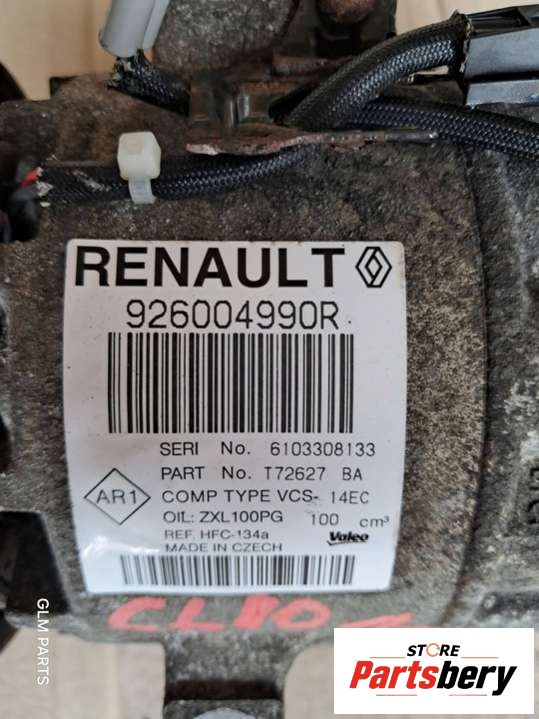 RENAULT
926004990R
SERI No. 6103308133
PART No. T72627 BA
AR1
COMP TYPE VCS- 14EC
OIL: ZXL100PG 100 cm³
REF. HFC-134a
MADE IN CZECH
Valeo
GLM PARTS
STORE
Partsbery